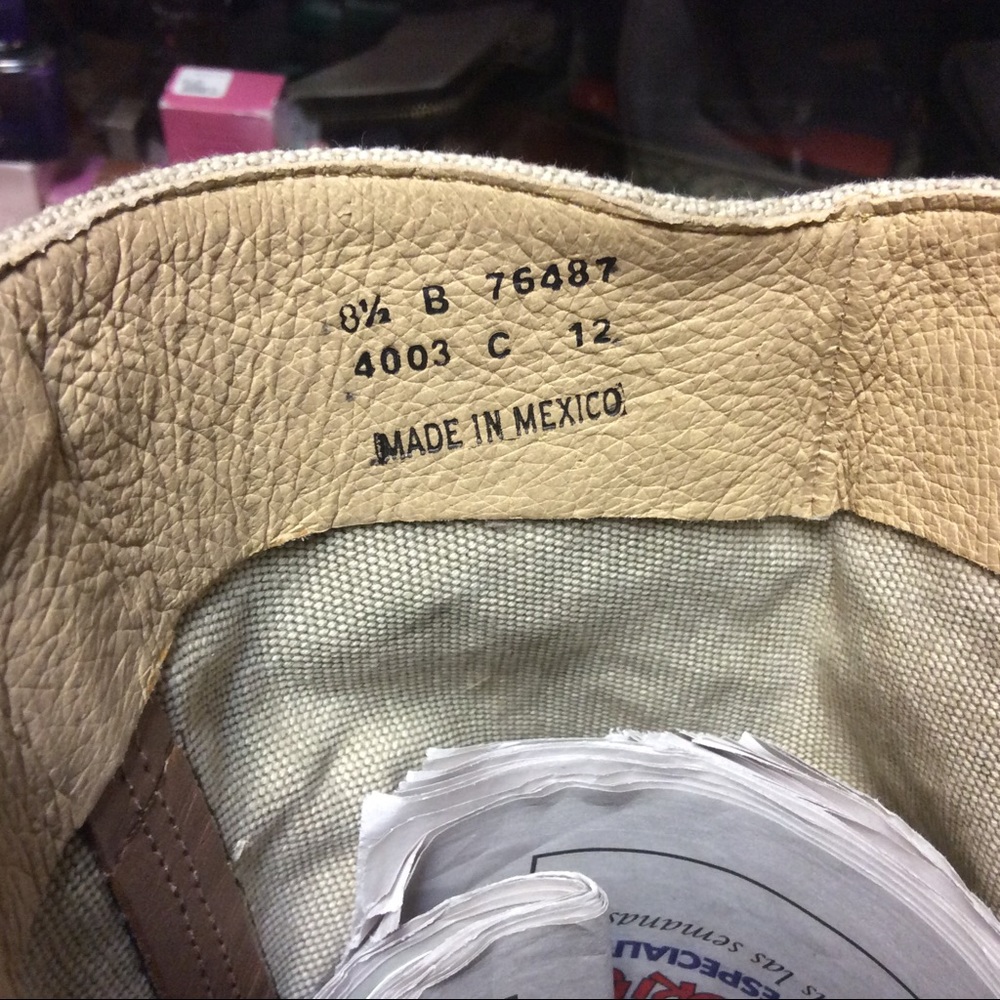 8½ B 76487
4003 C 12
MADE IN MEXICO
las semanas